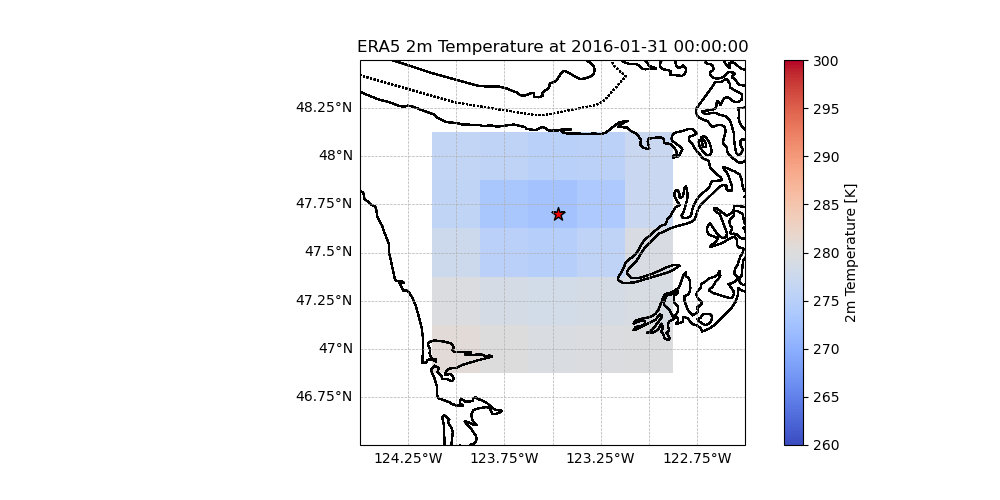 ERA5 2m Temperature at 2016-01-31 00:00:00
48.25°N
48°N
47.75°N
47.5°N
47.25°N
47°N
46.75°N
124.25°W 123.75°W 123.25°W 122.75°W
300
295
290
285
280
275
270
265
260
2m Temperature [K]